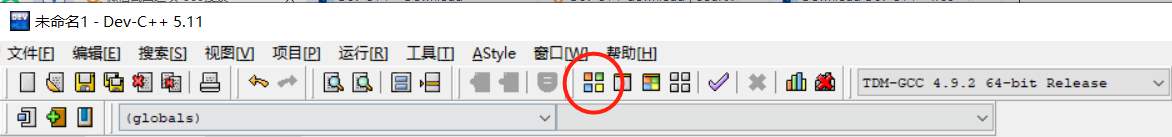 未命名1 - Dev-C++ 5.11
文件[F] 编辑[E] 搜索[S] 视图[V] 项目[P] 运行[R] 工具[T] AStyle 窗口[W] 帮助[H]
TDM-GCC 4.9.2 64-bit Release
(globals)